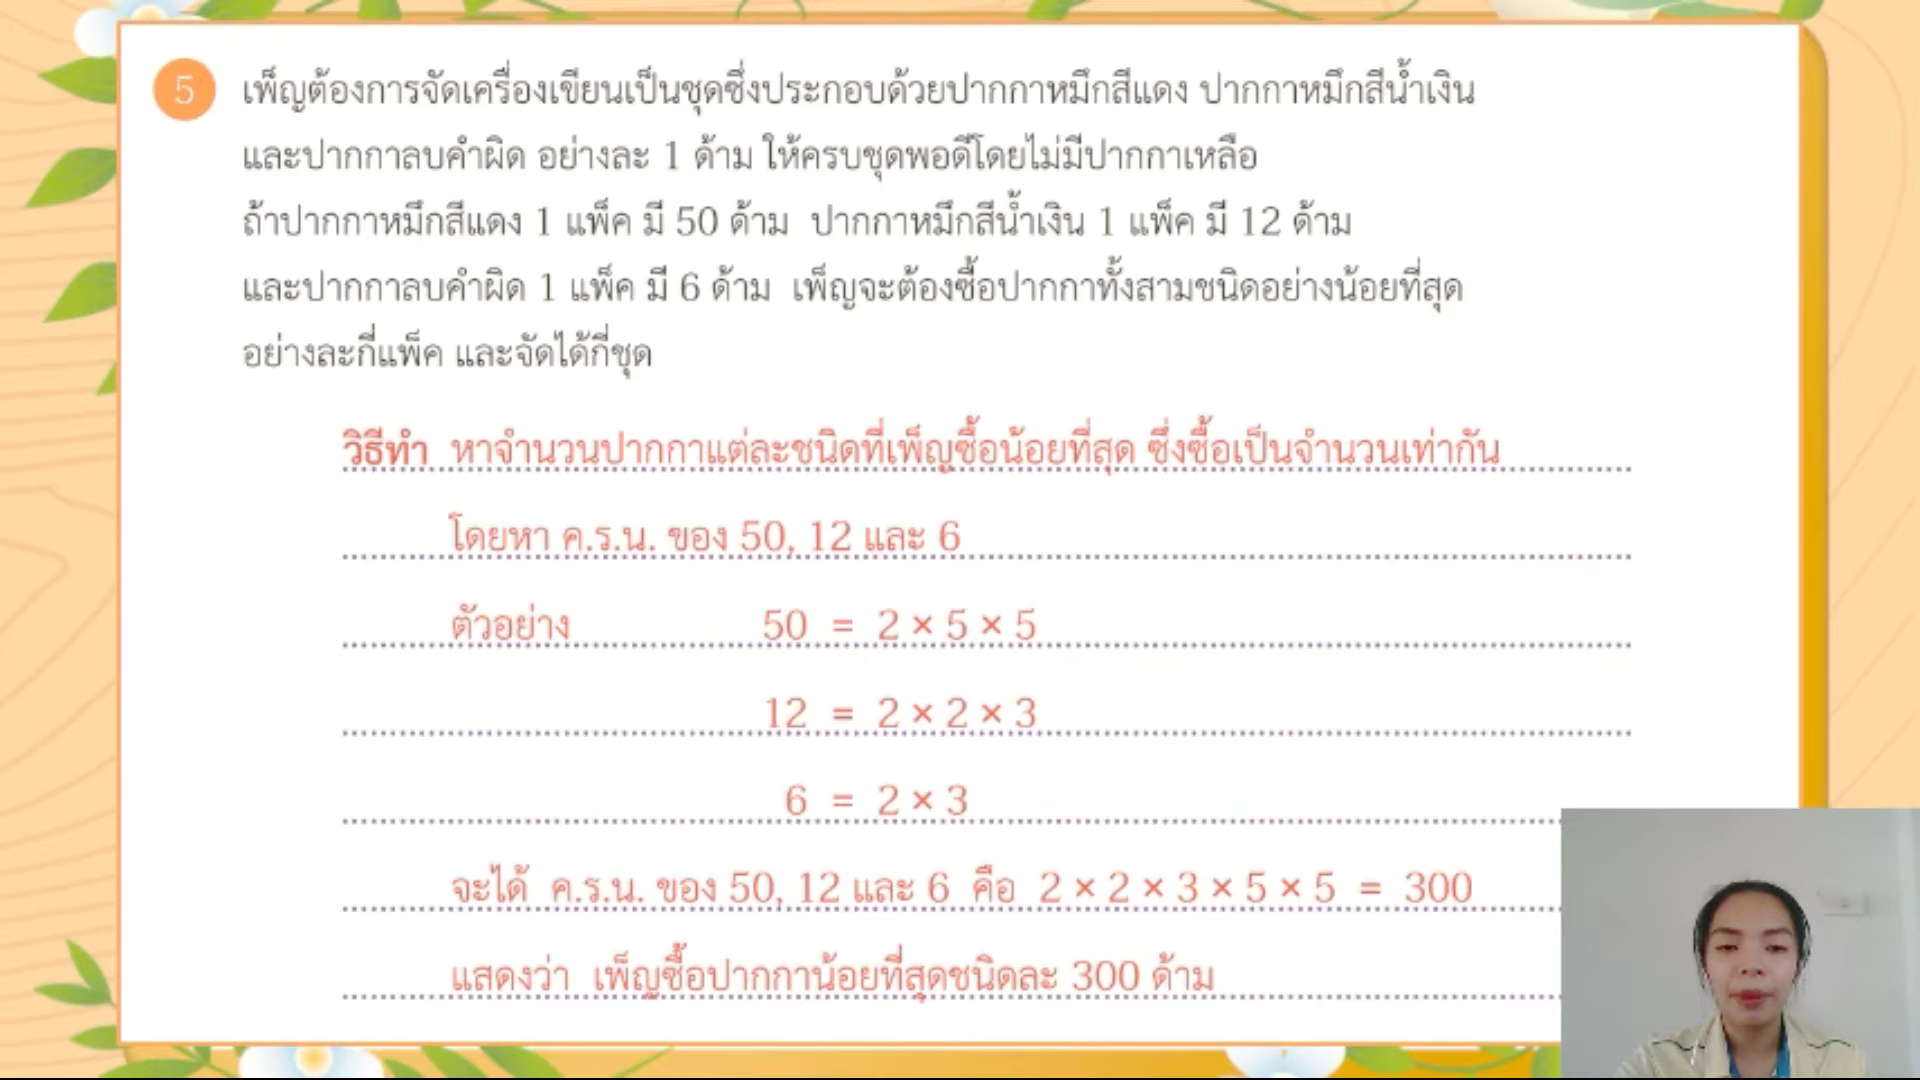 5
เพ็ญต้องการจัดเครื่องเขียนเป็นชุดซึ่งประกอบด้วยปากกาหมึกสีแดง ปากกาหมึกสีน้ำเงิน
และปากกาลบคำผิด อย่างละ 1 ด้าม ให้ครบชุดพอดีโดยไม่มีปากกาเหลือ
ถ้าปากกาหมึกสีแดง 1 แพ็ค มี 50 ด้าม ปากกาหมึกสีน้ำเงิน 1 แพ็ค มี 12 ด้าม
และปากกาลบคำผิด 1 แพ็ค มี 6 ด้าม เพ็ญจะต้องซื้อปากกาทั้งสามชนิดอย่างน้อยที่สุด
อย่างละกี่แพ็ค และจัดได้กี่ชุด
วิธีทำ หาจำนวนปากกาแต่ละชนิดที่เพ็ญซื้อน้อยที่สุด ซึ่งซื้อเป็นจำนวนเท่ากัน
โดยหา ค.ร.น. ของ 50, 12 และ 6
ตัวอย่าง 50 = 2 × 5 × 5
12 = 2 × 2 × 3
6 = 2 × 3
จะได้ ค.ร.น. ของ 50, 12 และ 6 คือ 2 × 2 × 3 × 5 × 5 = 300
แสดงว่า เพ็ญซื้อปากกาน้อยที่สุดชนิดละ 300 ด้าม